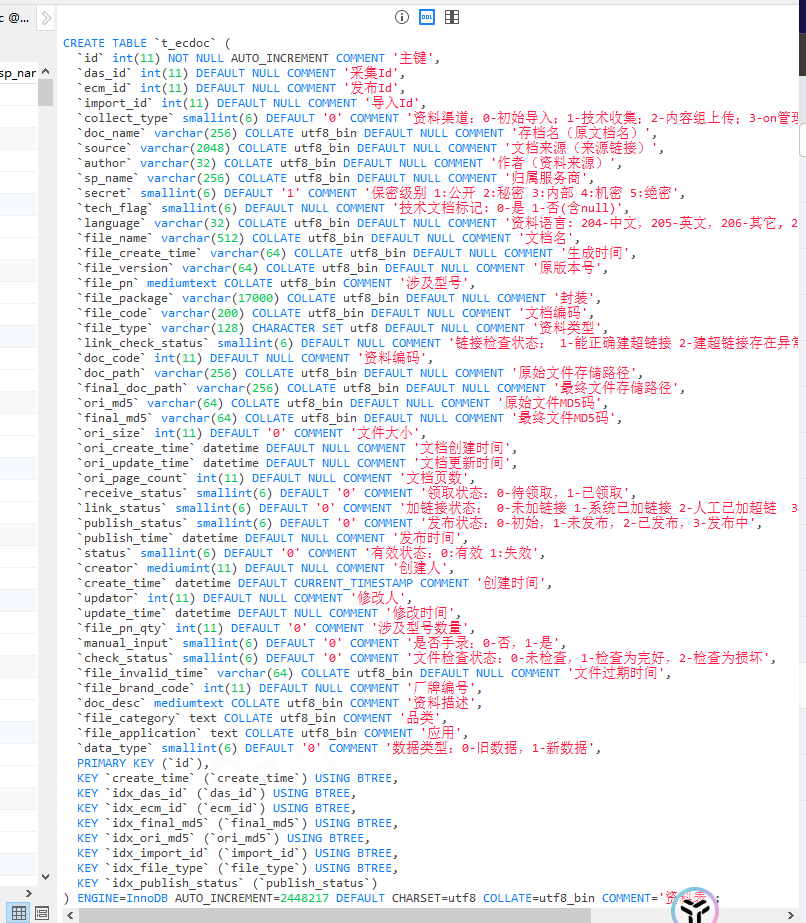 c @...
DDL
sp_nar
CREATE TABLE `t_ecdoc` (
`id` int(11) NOT NULL AUTO_INCREMENT COMMENT '主键',
`das_id` int(11) DEFAULT NULL COMMENT '采集Id',
`ecm_id` int(11) DEFAULT NULL COMMENT '发布Id',
`import_id` int(11) DEFAULT NULL COMMENT '导入Id',
`collect_type` smallint(6) DEFAULT '0' COMMENT '资料渠道：0-初始导入；1-技术收集；2-内容组上传；3-on管理
`doc_name` varchar(256) COLLATE utf8_bin DEFAULT NULL COMMENT '存档名（原文档名）',
`source` varchar(2048) COLLATE utf8_bin DEFAULT NULL COMMENT '文档来源（来源链接）',
`author` varchar(32) COLLATE utf8_bin DEFAULT NULL COMMENT '作者（资料来源）',
`sp_name` varchar(256) COLLATE utf8_bin DEFAULT NULL COMMENT '归属服务商',
`secret` smallint(6) DEFAULT '1' COMMENT '保密级别 1:公开 2:秘密 3:内部 4:机密 5:绝密',
`tech_flag` smallint(6) DEFAULT NULL COMMENT '技术文档标记：0-是 1-否(含null)',
`language` varchar(32) COLLATE utf8_bin DEFAULT NULL COMMENT '资料语言：204-中文，205-英文，206-其它, 2
`file_name` varchar(512) COLLATE utf8_bin DEFAULT NULL COMMENT '文档名',
`file_create_time` varchar(64) COLLATE utf8_bin DEFAULT NULL COMMENT '生成时间',
`file_version` varchar(64) COLLATE utf8_bin DEFAULT NULL COMMENT '原版本号',
`file_pn` mediumtext COLLATE utf8_bin COMMENT '涉及型号',
`file_package` varchar(17000) COLLATE utf8_bin DEFAULT NULL COMMENT '封装',
`file_code` varchar(200) COLLATE utf8_bin DEFAULT NULL COMMENT '文档编码',
`file_type` varchar(128) CHARACTER SET utf8 DEFAULT NULL COMMENT '资料类型',
`link_check_status` smallint(6) DEFAULT NULL COMMENT '链接检查状态： 1-能正确建超链接 2-建超链接存在异常
`doc_code` int(11) DEFAULT NULL COMMENT '资料编码',
`doc_path` varchar(256) COLLATE utf8_bin DEFAULT NULL COMMENT '原始文件存储路径',
`final_doc_path` varchar(256) COLLATE utf8_bin DEFAULT NULL COMMENT '最终文件存储路径',
`ori_md5` varchar(64) COLLATE utf8_bin DEFAULT NULL COMMENT '原始文件MD5码',
`final_md5` varchar(64) COLLATE utf8_bin DEFAULT NULL COMMENT '最终文件MD5码',
`ori_size` int(11) DEFAULT '0' COMMENT '文件大小',
`ori_create_time` datetime DEFAULT NULL COMMENT '文档创建时间',
`ori_update_time` datetime DEFAULT NULL COMMENT '文档更新时间',
`ori_page_count` int(11) DEFAULT NULL COMMENT '文档页数',
`receive_status` smallint(6) DEFAULT '0' COMMENT '领取状态：0-待领取，1-已领取',
`link_status` smallint(6) DEFAULT '0' COMMENT '加链接状态： 0-未加链接 1-系统已加链接 2-人工已加超链 3
`publish_status` smallint(6) DEFAULT '0' COMMENT '发布状态：0-初始，1-未发布，2-已发布，3-发布中',
`publish_time` datetime DEFAULT NULL COMMENT '发布时间',
`status` smallint(6) DEFAULT '0' COMMENT '有效状态：0:有效 1:失效',
`creator` mediumint(11) DEFAULT NULL COMMENT '创建人',
`create_time` datetime DEFAULT CURRENT_TIMESTAMP COMMENT '创建时间',
`updator` int(11) DEFAULT NULL COMMENT '修改人',
`update_time` datetime DEFAULT NULL COMMENT '修改时间',
`file_pn_qty` int(11) DEFAULT '0' COMMENT '涉及型号数量',
`manual_input` smallint(6) DEFAULT '0' COMMENT '是否手录：0-否，1-是',
`check_status` smallint(6) DEFAULT '0' COMMENT '文件检查状态：0-未检查，1-检查为完好，2-检查为损坏',
`file_invalid_time` varchar(64) COLLATE utf8_bin DEFAULT NULL COMMENT '文件过期时间',
`file_brand_code` int(11) DEFAULT NULL COMMENT '厂牌编号',
`doc_desc` mediumtext COLLATE utf8_bin COMMENT '资料描述',
`file_category` text COLLATE utf8_bin COMMENT '品类',
`file_application` text COLLATE utf8_bin COMMENT '应用',
`data_type` smallint(6) DEFAULT '0' COMMENT '数据类型：0-旧数据，1-新数据',
PRIMARY KEY (`id`),
KEY `create_time` (`create_time`) USING BTREE,
KEY `idx_das_id` (`das_id`) USING BTREE,
KEY `idx_ecm_id` (`ecm_id`) USING BTREE,
KEY `idx_final_md5` (`final_md5`) USING BTREE,
KEY `idx_ori_md5` (`ori_md5`) USING BTREE,
KEY `idx_import_id` (`import_id`) USING BTREE,
KEY `idx_file_type` (`file_type`) USING BTREE,
KEY `idx_publish_status` (`publish_status`)
) ENGINE=InnoDB AUTO_INCREMENT=2448217 DEFAULT CHARSET=utf8 COLLATE=utf8_bin COMMENT='资料表';